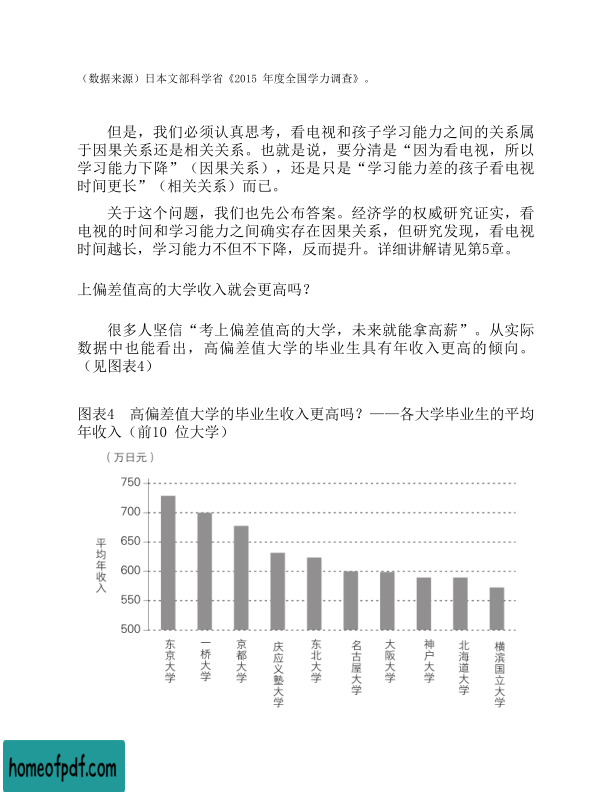 （数据来源）日本文部科学省《2015 年度全国学力调查》。
但是，我们必须认真思考，看电视和孩子学习能力之间的关系属
于因果关系还是相关关系。也就是说，要分清是“因为看电视，所以
学习能力下降”（因果关系），还是只是“学习能力差的孩子看电视
时间更长”（相关关系）而已。
关于这个问题，我们也先公布答案。经济学的权威研究证实，看
电视的时间和学习能力之间确实存在因果关系，但研究发现，看电视
时间越长，学习能力不但不下降，反而提升。详细讲解请见第5章。
上偏差值高的大学收入就会更高吗？
很多人坚信“考上偏差值高的大学，未来就能拿高薪”。从实际
数据中也能看出，高偏差值大学的毕业生具有年收入更高的倾向。
（见图表4）
图表4　高偏差值大学的毕业生收入更高吗？——各大学毕业生的平均
年收入（前10 位大学）
（万日元）
750
700
650
600
550
500
平均年收入
东京大学
一桥大学
京都大学
庆应义塾大学
东北大学
名古屋大学
大阪大学
神户大学
北海道大学
横滨国立大学
homeofpdf.com